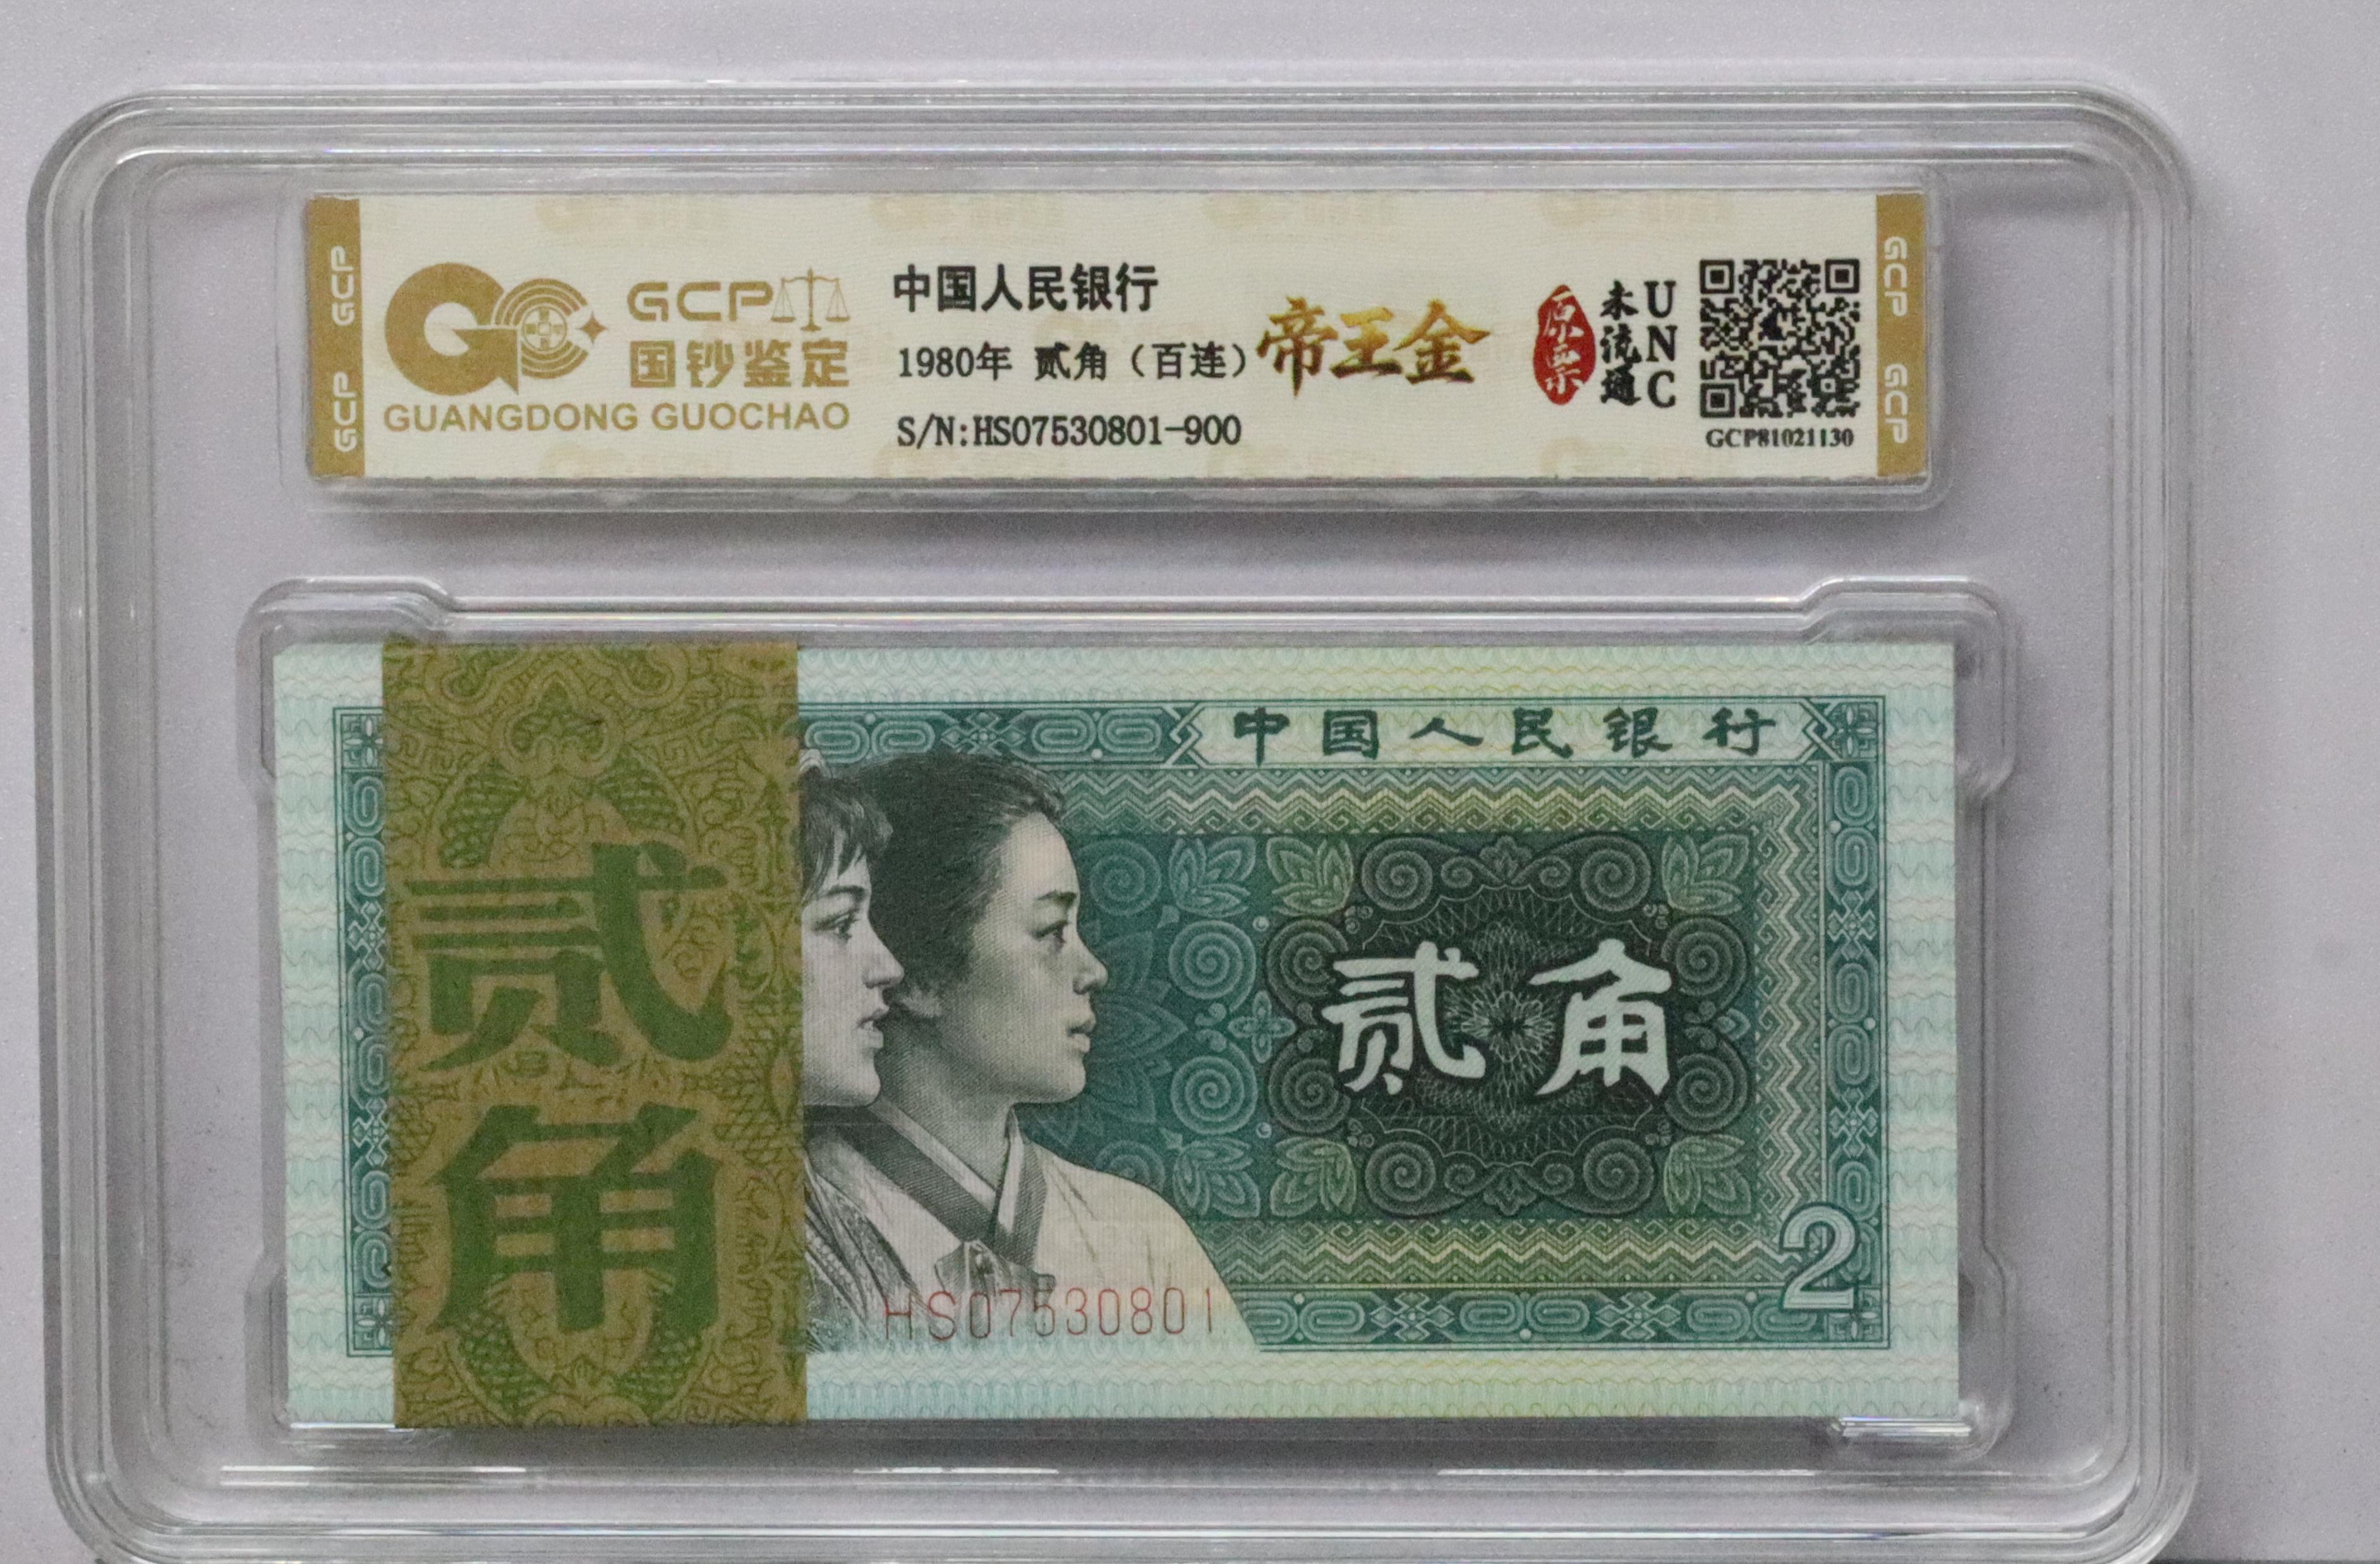 GCP
GCP
GCP
国钞鉴定
GUANGDONG GUOCHAO
中国人民银行
1980年 贰角（百连）
帝王金
S/N:HS07530801-900
原票
未流通
UNC
GCP81021130
GCP
GCP
中国人民银行
贰角
贰角
HS07530801
2